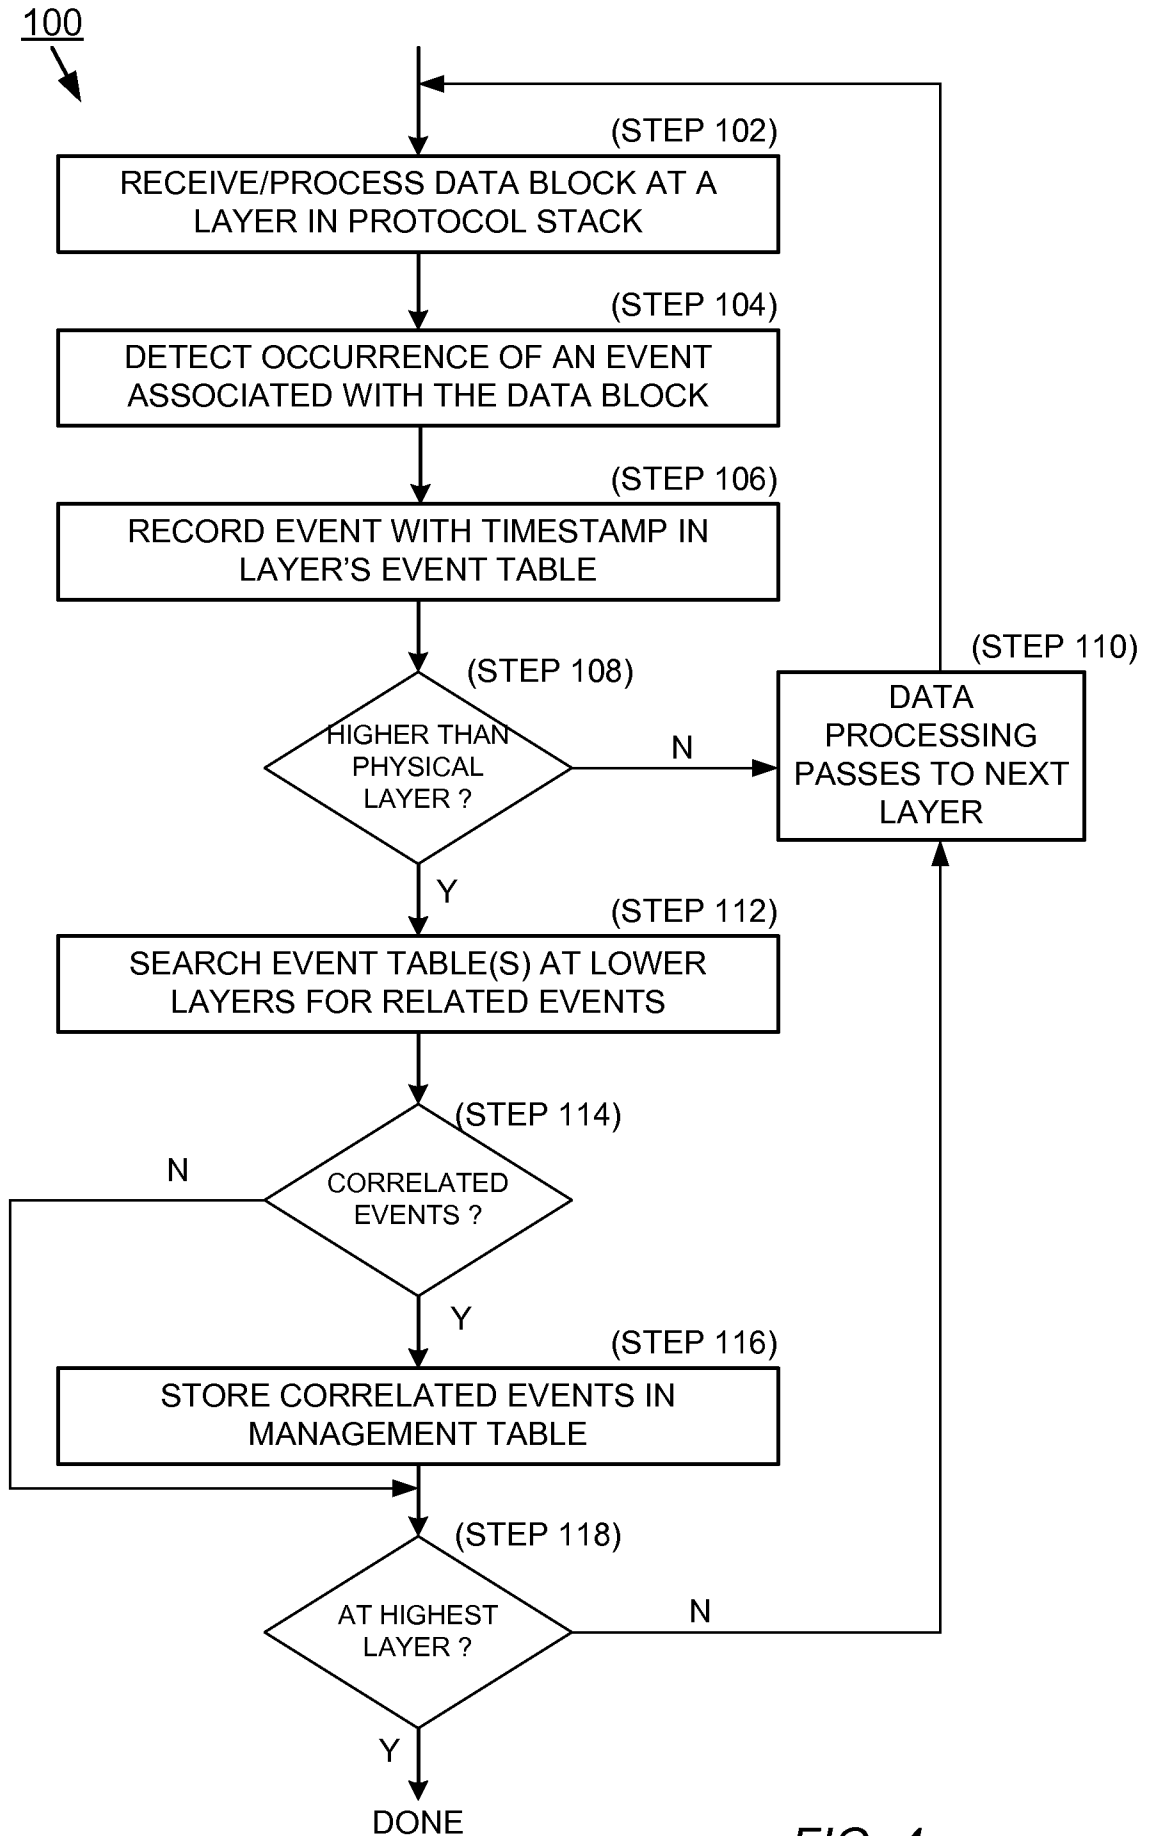 100
(STEP 102)
RECEIVE/PROCESS DATA BLOCK AT A
LAYER IN PROTOCOL STACK
(STEP 104)
DETECT OCCURRENCE OF AN EVENT
ASSOCIATED WITH THE DATA BLOCK
(STEP 106)
RECORD EVENT WITH TIMESTAMP IN
LAYER'S EVENT TABLE
(STEP 108)
HIGHER THAN
PHYSICAL
LAYER ?
N
(STEP 110)
DATA
PROCESSING
PASSES TO NEXT
LAYER
Y
(STEP 112)
SEARCH EVENT TABLE(S) AT LOWER
LAYERS FOR RELATED EVENTS
(STEP 114)
N
CORRELATED
EVENTS ?
Y
(STEP 116)
STORE CORRELATED EVENTS IN
MANAGEMENT TABLE
(STEP 118)
AT HIGHEST
LAYER ?
N
Y
DONE
FIG. 4